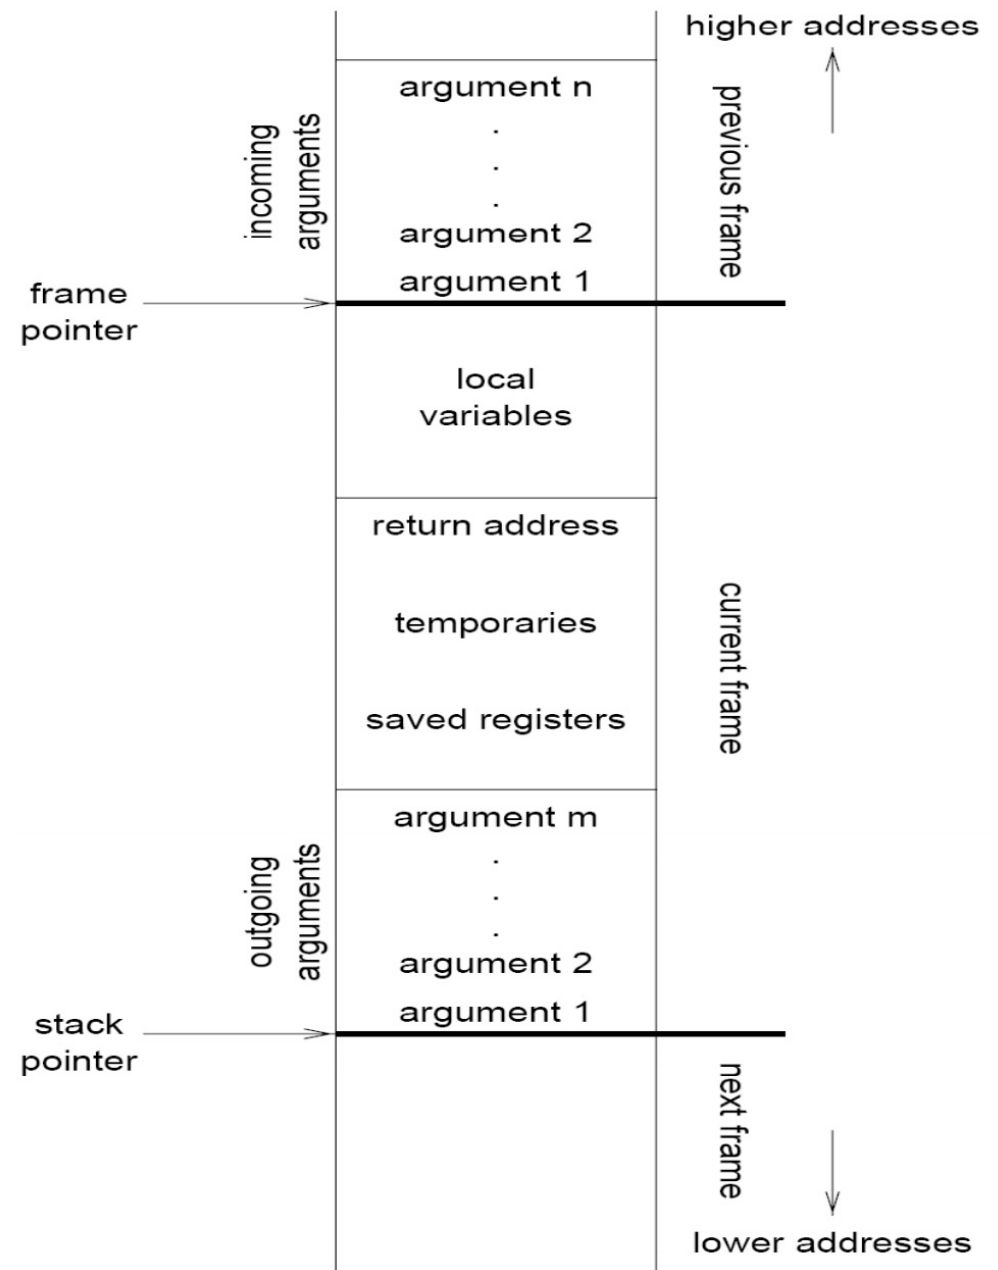 higher addresses
argument n
.
.
.
argument 2
argument 1
incoming
arguments
previous frame
frame
pointer
local
variables
return address
temporaries
saved registers
current frame
argument m
.
.
.
argument 2
argument 1
outgoing
arguments
stack
pointer
next frame
lower addresses